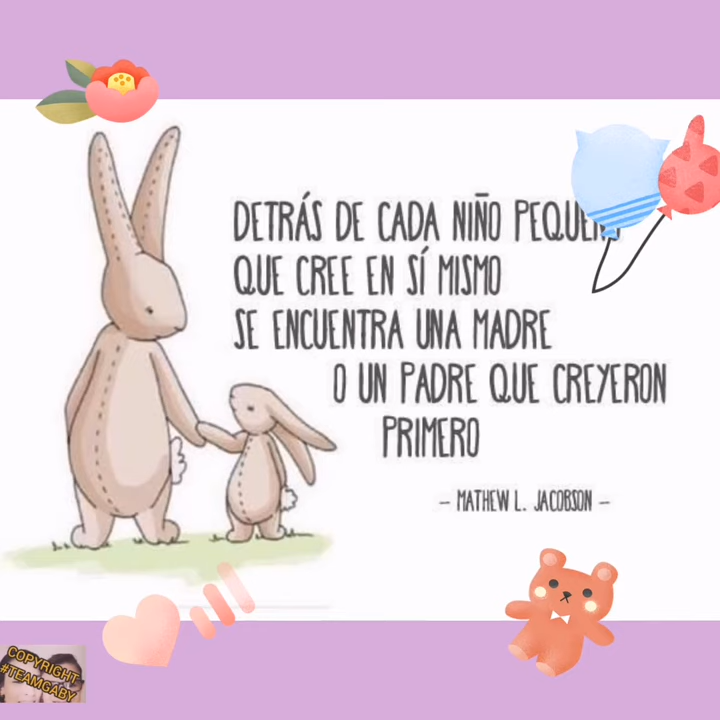 DETRÁS DE CADA NIÑO PEQUEÑO
QUE CREE EN SÍ MISMO
SE ENCUENTRA UNA MADRE
O UN PADRE QUE CREYERON
PRIMERO
– MATHEW L. JACOBSON –
COPYRIGHT
#TEAMGABY